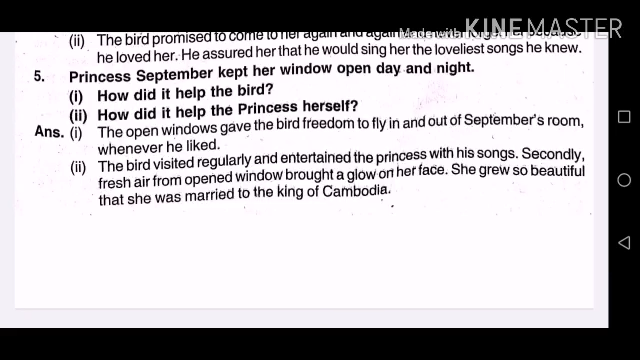 Made with KINEMASTER
(ii) The bird promised to come to her again and again
he loved her. He assured her that he would sing her the loveliest songs he knew.
5. Princess September kept her window open day and night.
(i) How did it help the bird?
(ii) How did it help the Princess herself?
Ans. (i) The open windows gave the bird freedom to fly in and out of September's room,
whenever he liked.
(ii) The bird visited regularly and entertained the princess with his songs. Secondly,
fresh air from opened window brought a glow on her face. She grew so beautiful
that she was married to the king of Cambodia.